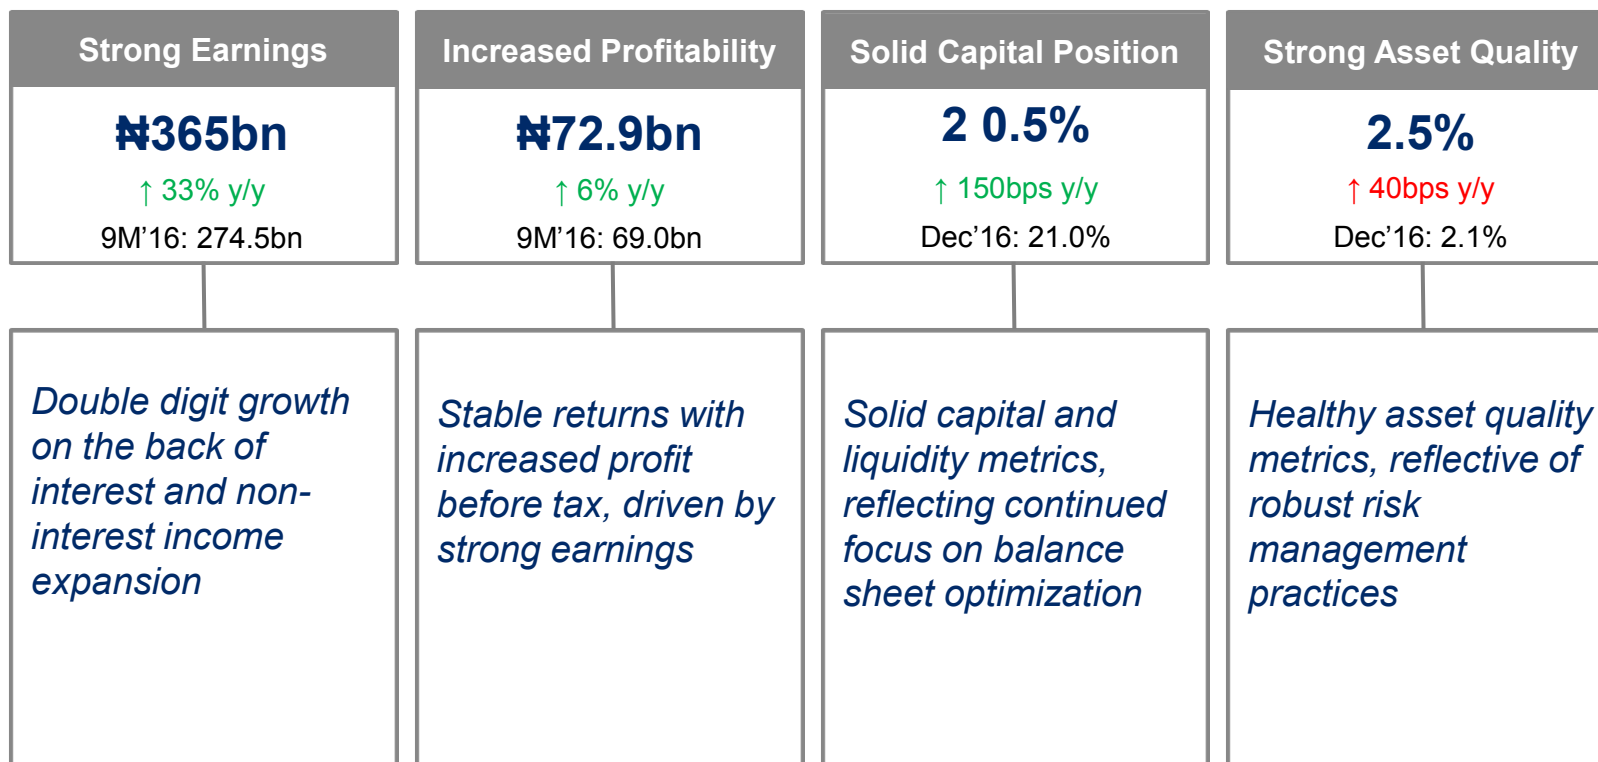 Strong Earnings
₦365bn
↑ 33% y/y
9M’16: 274.5bn
Double digit growth
on the back of
interest and non-
interest income
expansion
Increased Profitability
₦72.9bn
↑ 6% y/y
9M’16: 69.0bn
Stable returns with
increased profit
before tax, driven by
strong earnings
Solid Capital Position
2 0.5%
↑ 150bps y/y
Dec’16: 21.0%
Solid capital and
liquidity metrics,
reflecting continued
focus on balance
sheet optimization
Strong Asset Quality
2.5%
↑ 40bps y/y
Dec’16: 2.1%
Healthy asset quality
metrics, reflective of
robust risk
management
practices